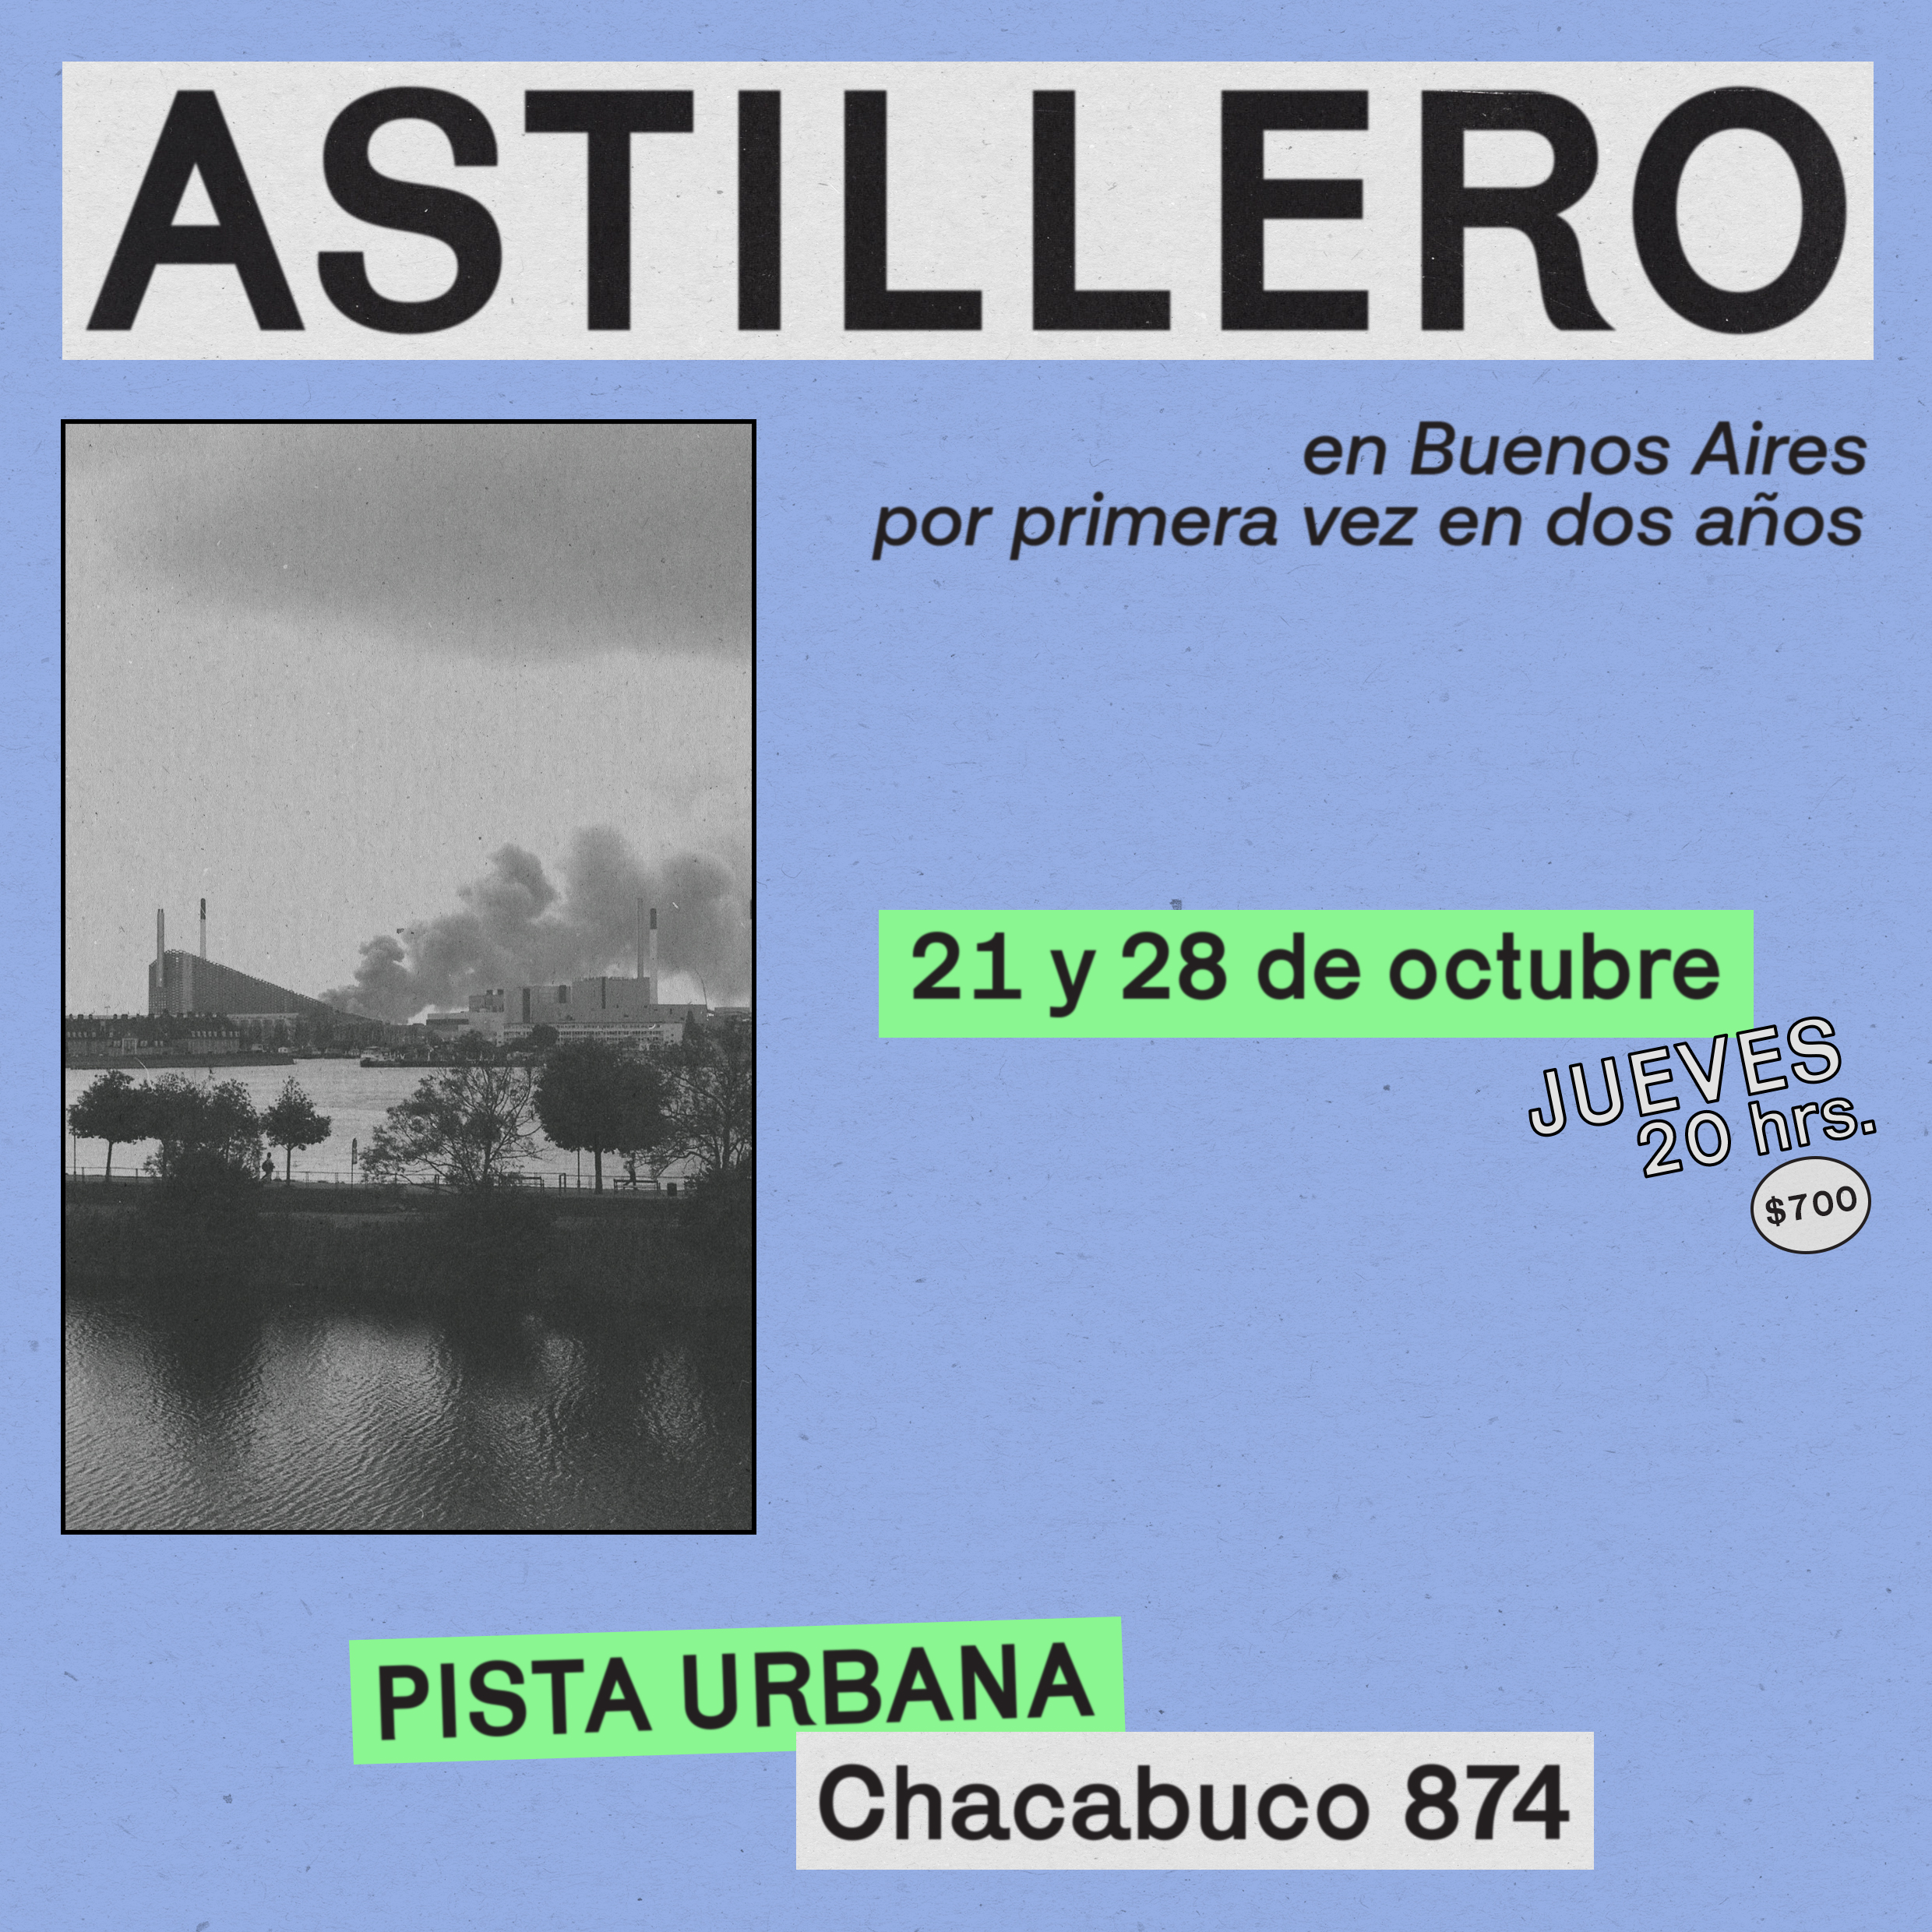 ASTILLERO
en Buenos Aires
por primera vez en dos años
21 y 28 de octubre
JUEVES
20 hrs.
$700
PISTA URBANA
Chacabuco 874